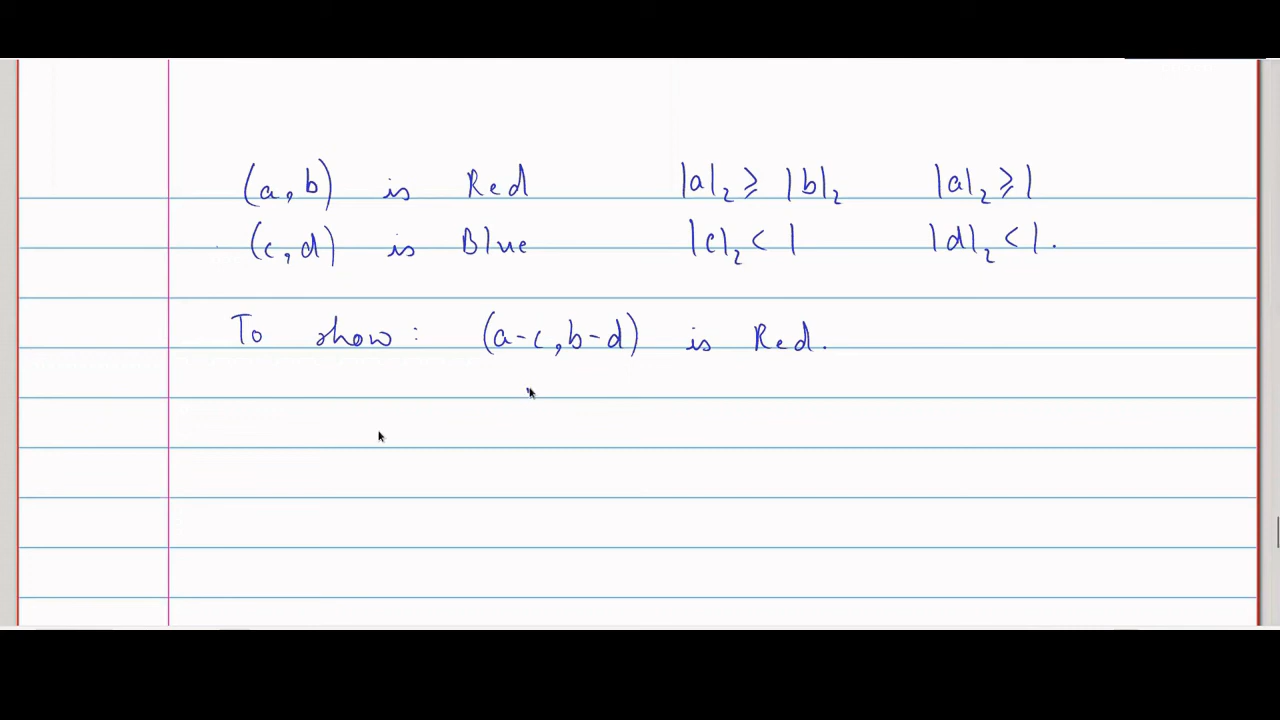 (a,b) is Red |a|₂ ⩾ |b|₂ |a|₂ ⩾ 1
(c,d) is Blue |c|₂ < 1 |d|₂ < 1.
To show: (a-c, b-d) is Red.